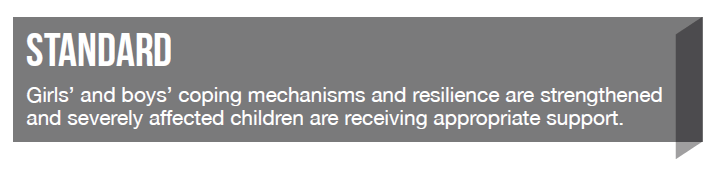 STANDARD
Girls’ and boys’ coping mechanisms and resilience are strengthened
and severely affected children are receiving appropriate support.